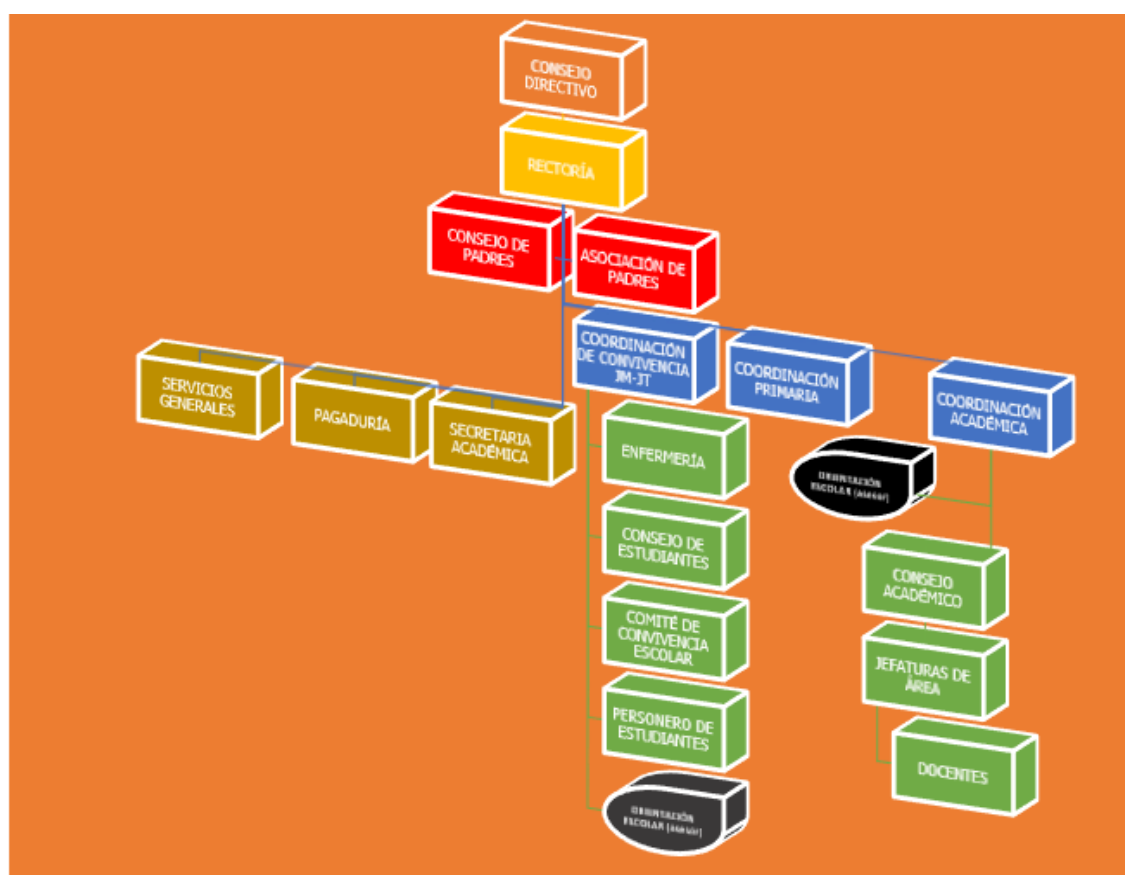 CONSEJO
DIRECTIVO
RECTORÍA
CONSEJO DE
PADRES
ASOCIACIÓN DE
PADRES
COORDINACIÓN
DE CONVIVENCIA
JM-JT
COORDINACIÓN
PRIMARIA
COORDINACIÓN
ACADÉMICA
SERVICIOS
GENERALES
PAGADURÍA
SECRETARIA
ACADÉMICA
ENFERMERÍA
CONSEJO DE
ESTUDIANTES
COMITÉ DE
CONVIVENCIA
ESCOLAR
PERSONERO DE
ESTUDIANTES
ORIENTACIÓN
ESCOLAR (Asesor)
ORIENTACIÓN
ESCOLAR (Asesor)
CONSEJO
ACADÉMICO
JEFATURAS DE
ÁREA
DOCENTES